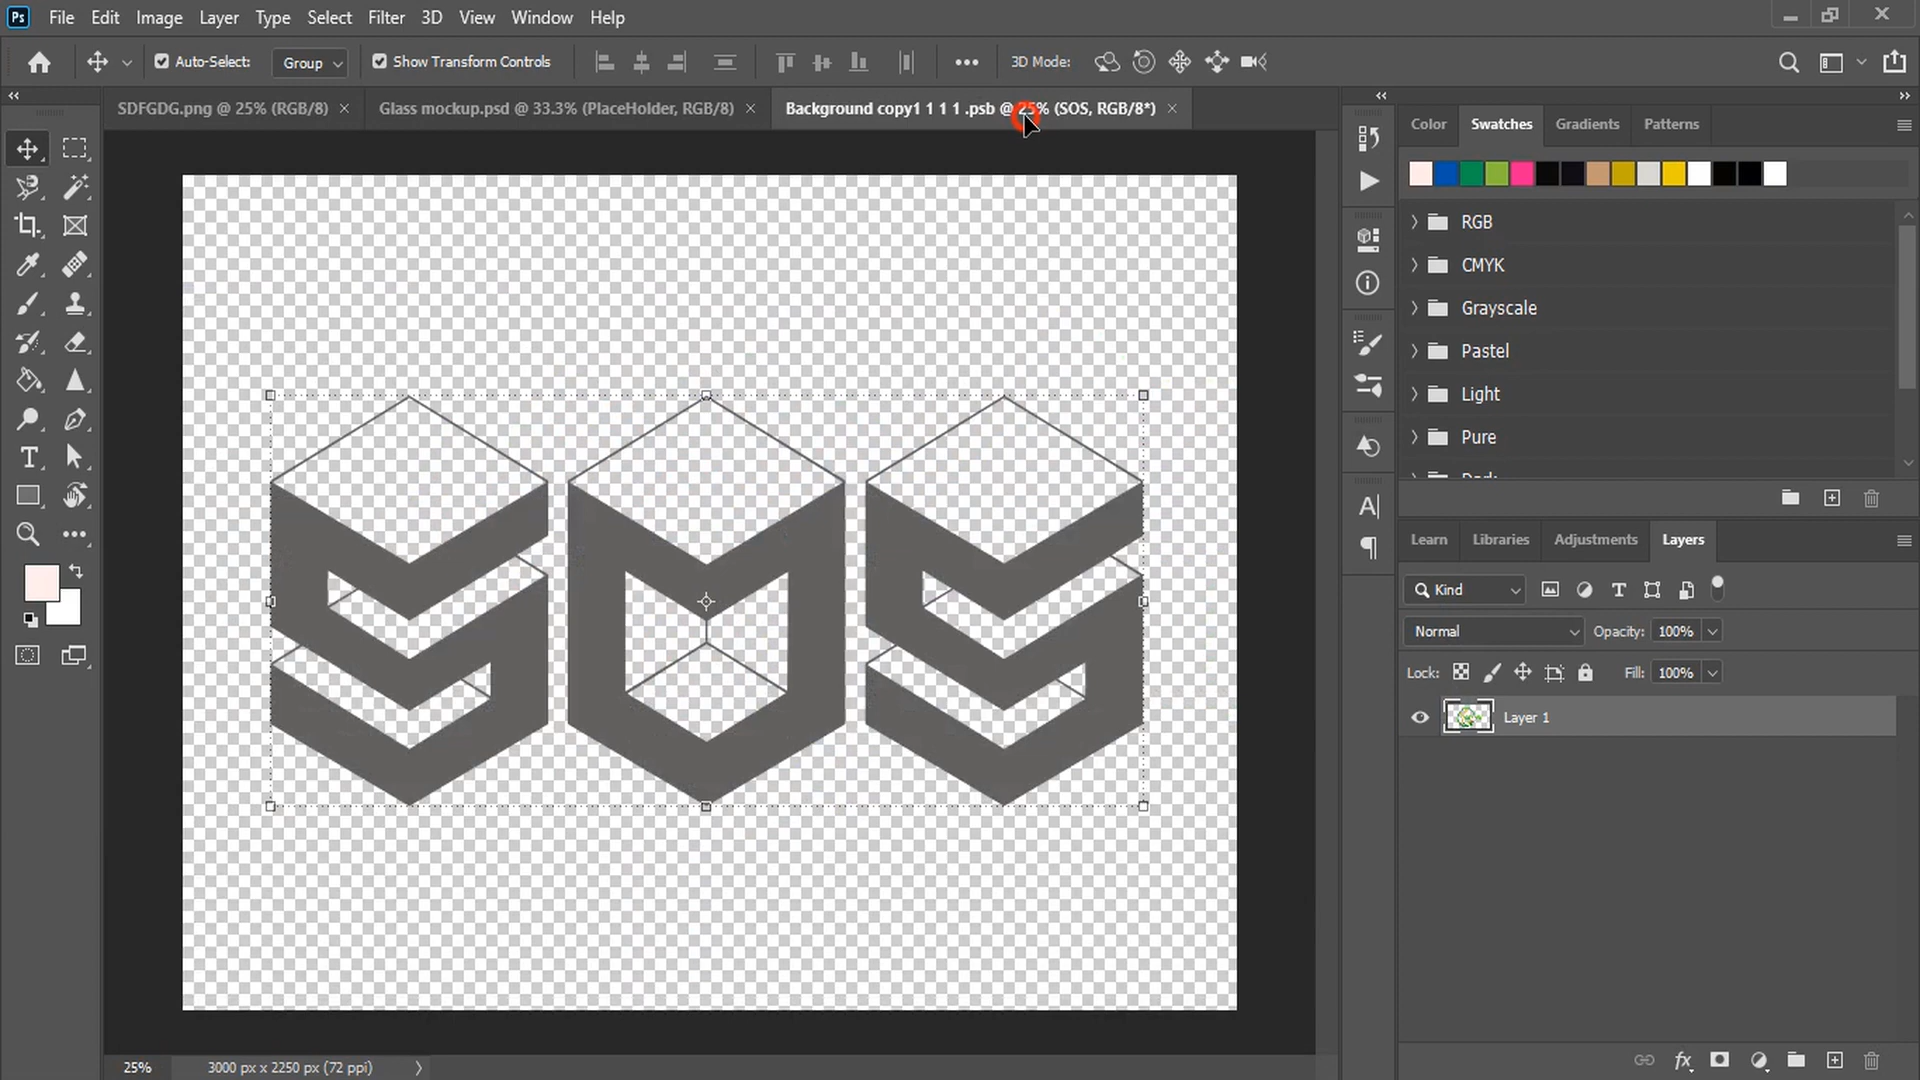 Ps File Edit Image Layer Type Select Filter 3D View Window Help
Auto-Select: Group Show Transform Controls 3D Mode:
SDFGDG.png @ 25% (RGB/8) Glass mockup.psd @ 33.3% (PlaceHolder, RGB/8) Background copy1 1 1 1 .psb @ 25% (SOS, RGB/8*)
Color Swatches Gradients Patterns
RGB
CMYK
Grayscale
Pastel
Light
Pure
SOS
Learn Libraries Adjustments Layers
Kind
Normal Opacity: 100%
Lock: Fill: 100%
Layer 1
25% 3000 px x 2250 px (72 ppi)